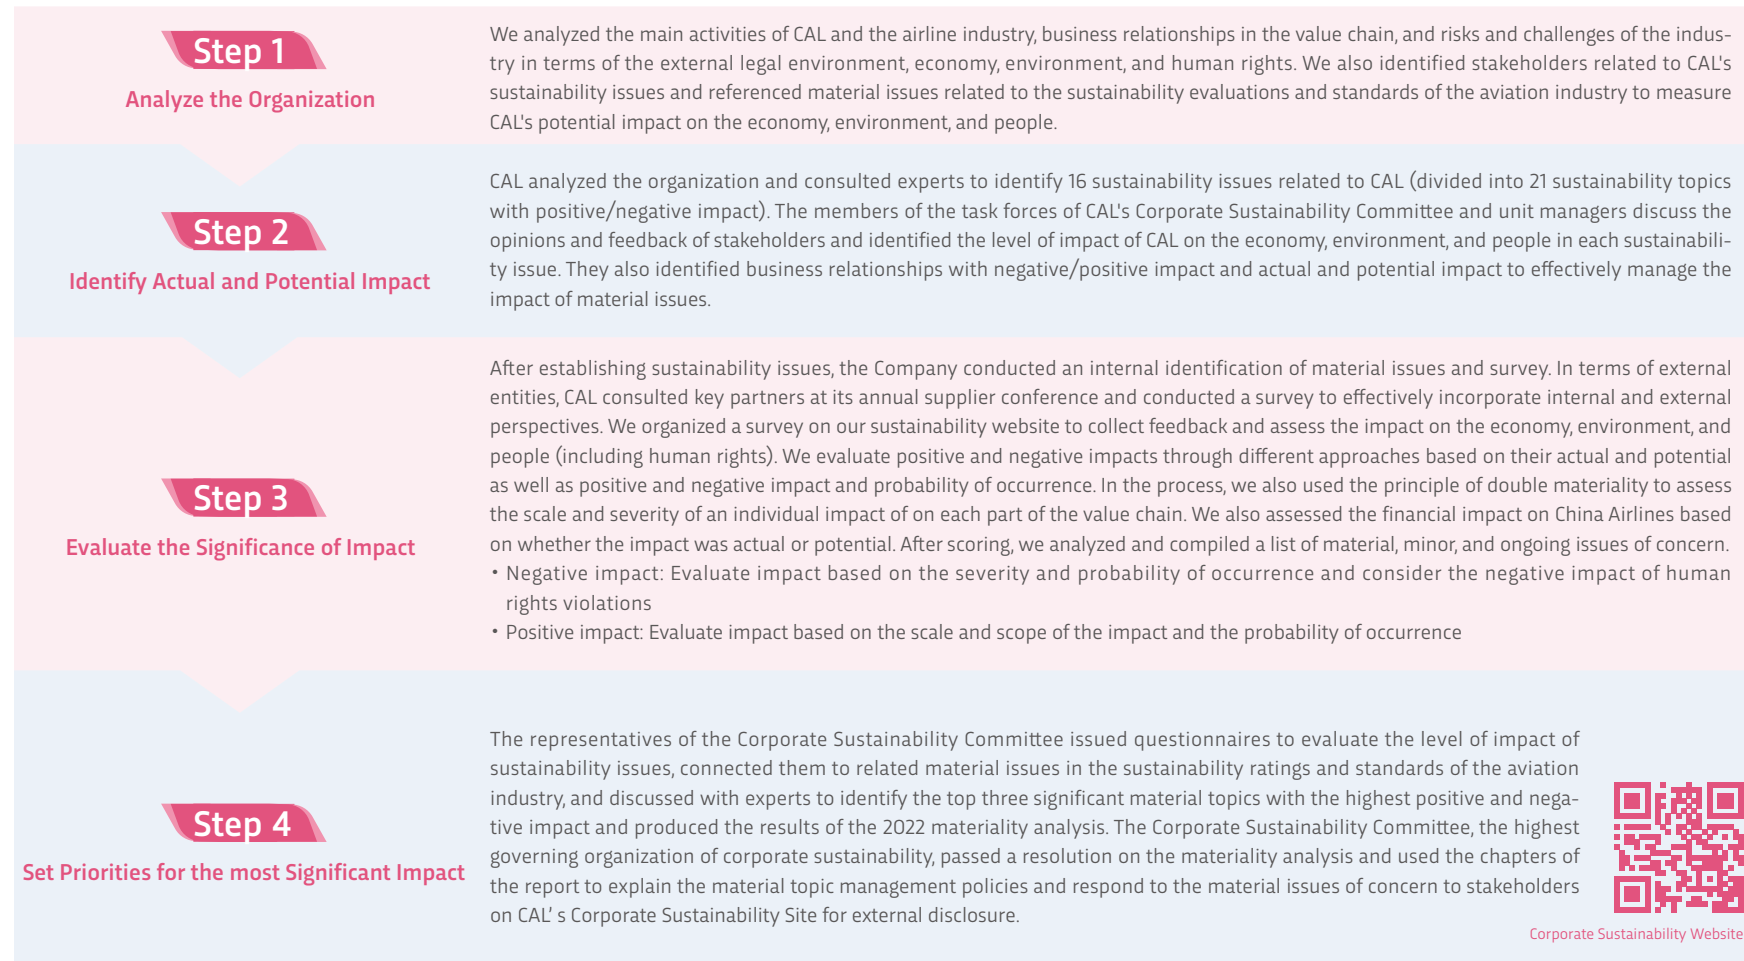 Step 1
Analyze the Organization
We analyzed the main activities of CAL and the airline industry, business relationships in the value chain, and risks and challenges of the indus-
try in terms of the external legal environment, economy, environment, and human rights. We also identified stakeholders related to CAL's
sustainability issues and referenced material issues related to the sustainability evaluations and standards of the aviation industry to measure
CAL's potential impact on the economy, environment, and people.
Step 2
Identify Actual and Potential Impact
CAL analyzed the organization and consulted experts to identify 16 sustainability issues related to CAL (divided into 21 sustainability topics
with positive/negative impact). The members of the task forces of CAL's Corporate Sustainability Committee and unit managers discuss the
opinions and feedback of stakeholders and identified the level of impact of CAL on the economy, environment, and people in each sustainabili-
ty issue. They also identified business relationships with negative/positive impact and actual and potential impact to effectively manage the
impact of material issues.
Step 3
Evaluate the Significance of Impact
After establishing sustainability issues, the Company conducted an internal identification of material issues and survey. In terms of external
entities, CAL consulted key partners at its annual supplier conference and conducted a survey to effectively incorporate internal and external
perspectives. We organized a survey on our sustainability website to collect feedback and assess the impact on the economy, environment, and
people (including human rights). We evaluate positive and negative impacts through different approaches based on their actual and potential
as well as positive and negative impact and probability of occurrence. In the process, we also used the principle of double materiality to assess
the scale and severity of an individual impact of on each part of the value chain. We also assessed the financial impact on China Airlines based
on whether the impact was actual or potential. After scoring, we analyzed and compiled a list of material, minor, and ongoing issues of concern.
• Negative impact: Evaluate impact based on the severity and probability of occurrence and consider the negative impact of human
rights violations
• Positive impact: Evaluate impact based on the scale and scope of the impact and the probability of occurrence
Step 4
Set Priorities for the most Significant Impact
The representatives of the Corporate Sustainability Committee issued questionnaires to evaluate the level of impact of
sustainability issues, connected them to related material issues in the sustainability ratings and standards of the aviation
industry, and discussed with experts to identify the top three significant material topics with the highest positive and nega-
tive impact and produced the results of the 2022 materiality analysis. The Corporate Sustainability Committee, the highest
governing organization of corporate sustainability, passed a resolution on the materiality analysis and used the chapters of
the report to explain the material topic management policies and respond to the material issues of concern to stakeholders
on CAL’ s Corporate Sustainability Site for external disclosure.
Corporate Sustainability Website